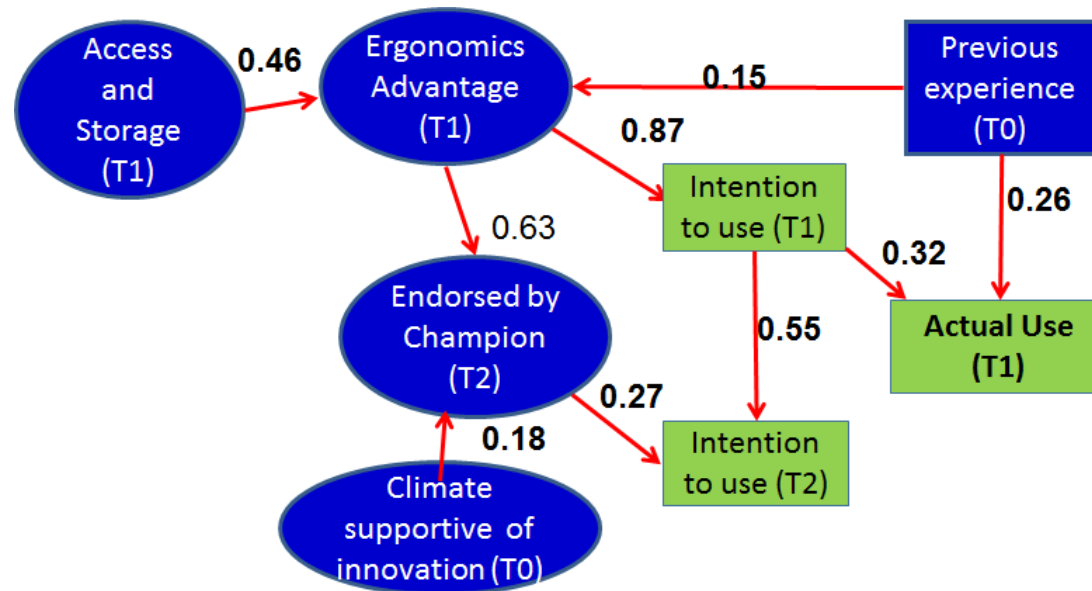 Access
and
Storage
(T1)
0.46
Ergonomics
Advantage
(T1)
0.15
Previous
experience
(T0)
0.87
0.63
Intention
to use (T1)
0.26
0.32
Endorsed by
Champion
(T2)
0.55
Actual Use
(T1)
0.27
0.18
Intention
to use (T2)
Climate
supportive of
innovation (T0)